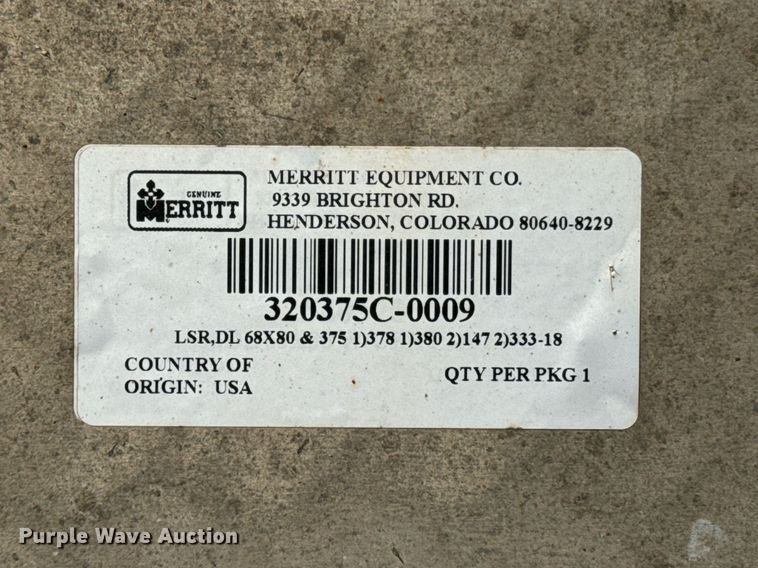 GENUINE
MERRITT
MERRITT EQUIPMENT CO.
9339 BRIGHTON RD.
HENDERSON, COLORADO 80640-8229
320375C-0009
LSR,DL 68X80 & 375 1)378 1)380 2)147 2)333-18
COUNTRY OF
ORIGIN: USA
QTY PER PKG 1
Purple Wave Auction®